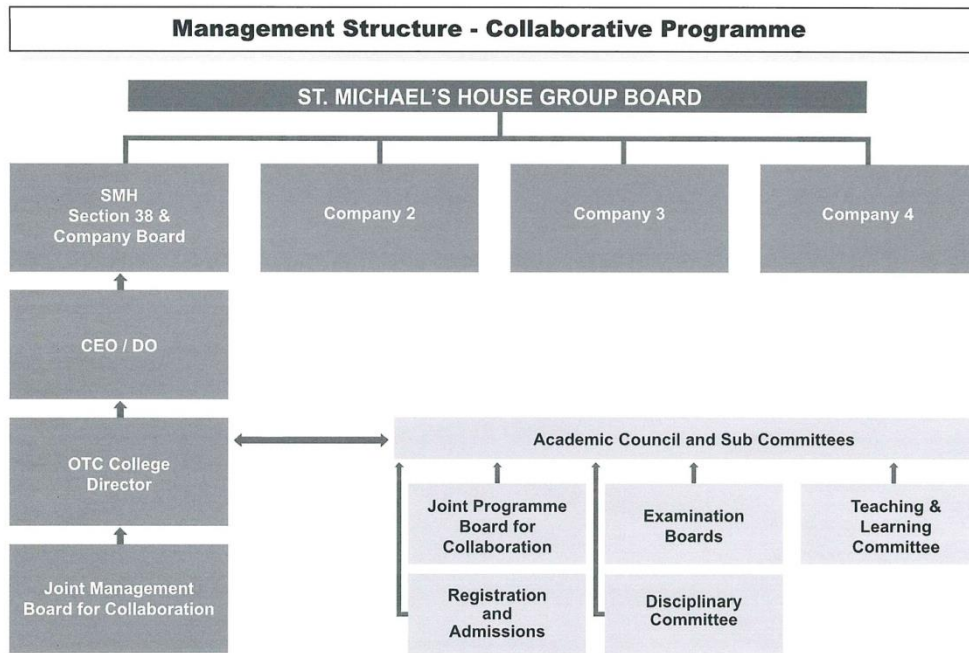 Management Structure - Collaborative Programme
ST. MICHAEL'S HOUSE GROUP BOARD
SMH
Section 38 &
Company Board
Company 2
Company 3
Company 4
CEO / DO
OTC College
Director
Academic Council and Sub Committees
Joint Programme
Board for
Collaboration
Examination
Boards
Teaching &
Learning
Committee
Joint Management
Board for Collaboration
Registration
and
Admissions
Disciplinary
Committee